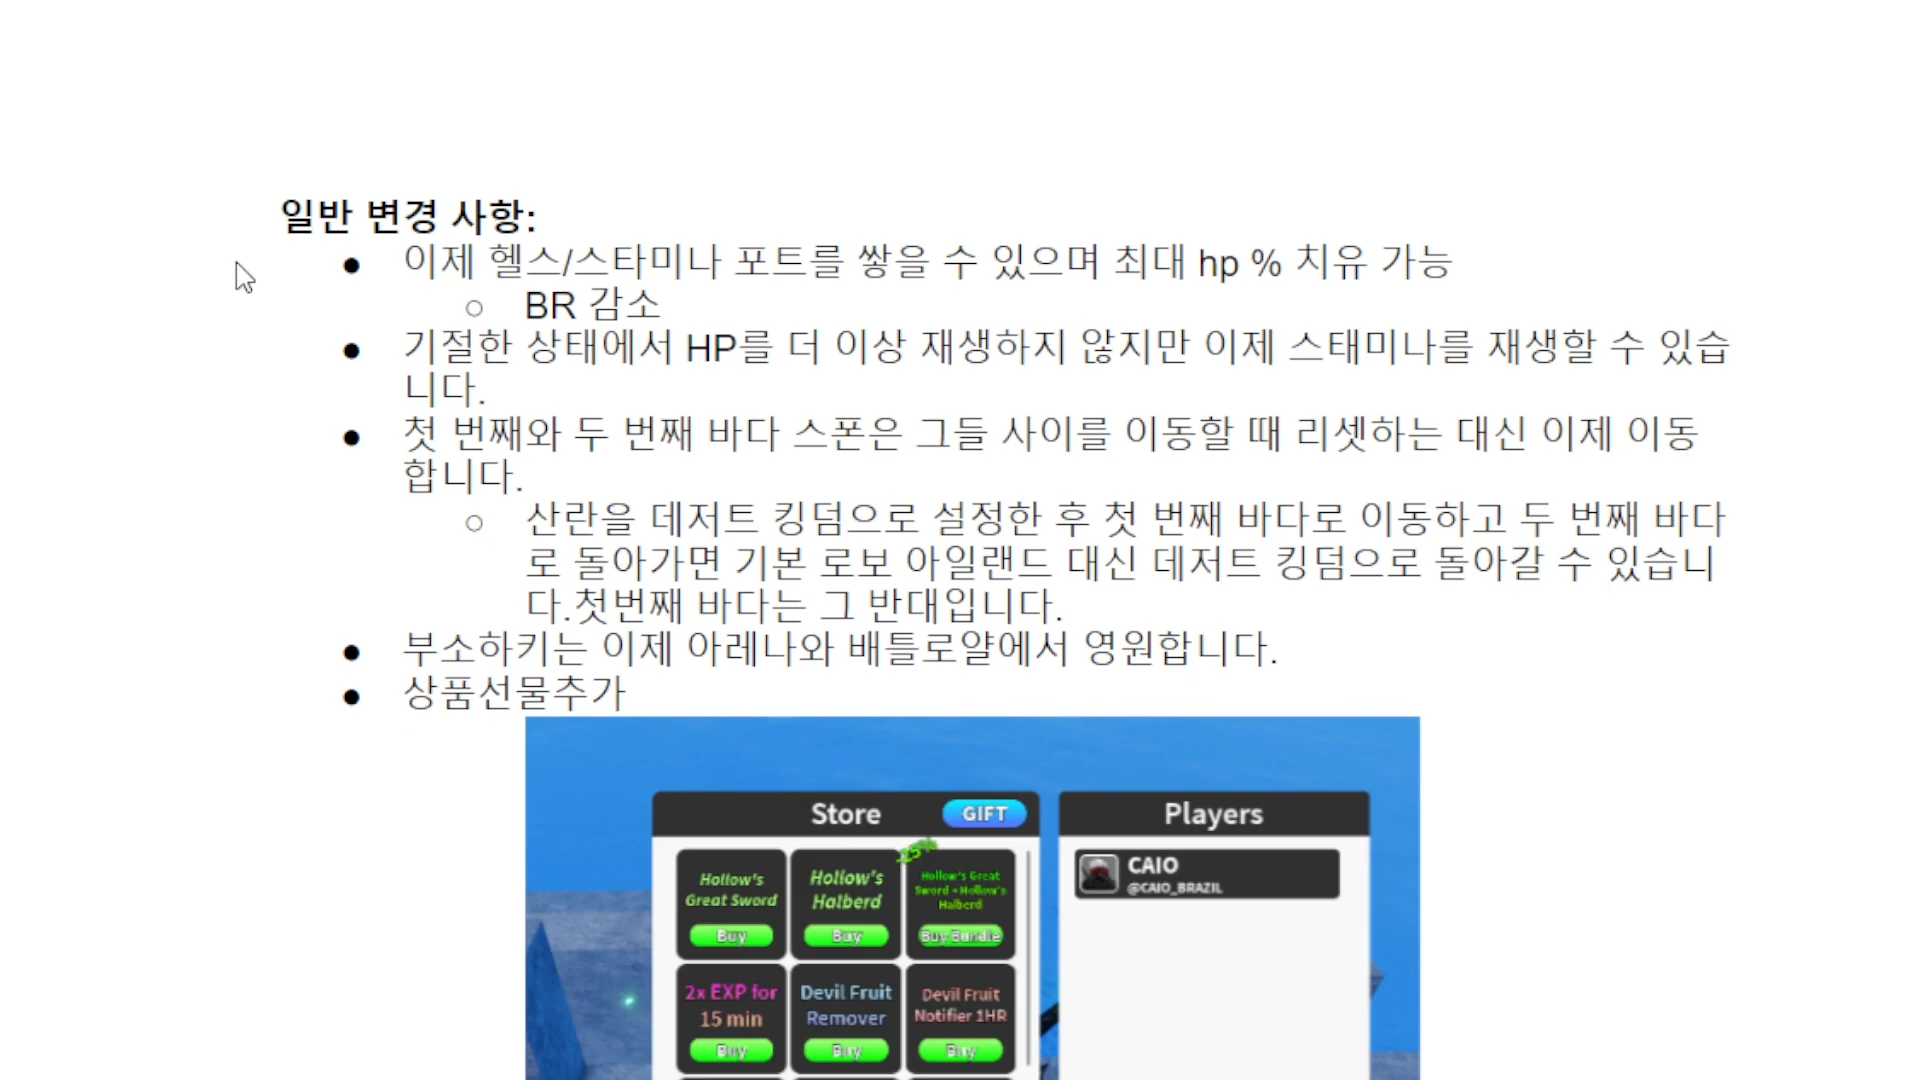 일반 변경 사항:
● 이제 헬스/스타미나 포트를 쌓을 수 있으며 최대 hp % 치유 가능
○ BR 감소
● 기절한 상태에서 HP를 더 이상 재생하지 않지만 이제 스태미나를 재생할 수 있습
니다.
● 첫 번째와 두 번째 바다 스폰은 그들 사이를 이동할 때 리셋하는 대신 이제 이동
합니다.
○ 산란을 데저트 킹덤으로 설정한 후 첫 번째 바다로 이동하고 두 번째 바다
로 돌아가면 기본 로보 아일랜드 대신 데저트 킹덤으로 돌아갈 수 있습니
다.첫번째 바다는 그 반대입니다.
● 부소하키는 이제 아레나와 배틀로얄에서 영원합니다.
● 상품선물추가
Store GIFT
Players
-25%
Hollow's
Great Sword
Buy
Hollow's
Halberd
Buy
Hollow's Great
Sword + Hollow's
Halberd
Buy Bundle
CAIO
@CAIO_BRAZIL
2x EXP for
15 min
Buy
Devil Fruit
Remover
Buy
Devil Fruit
Notifier 1HR
Buy